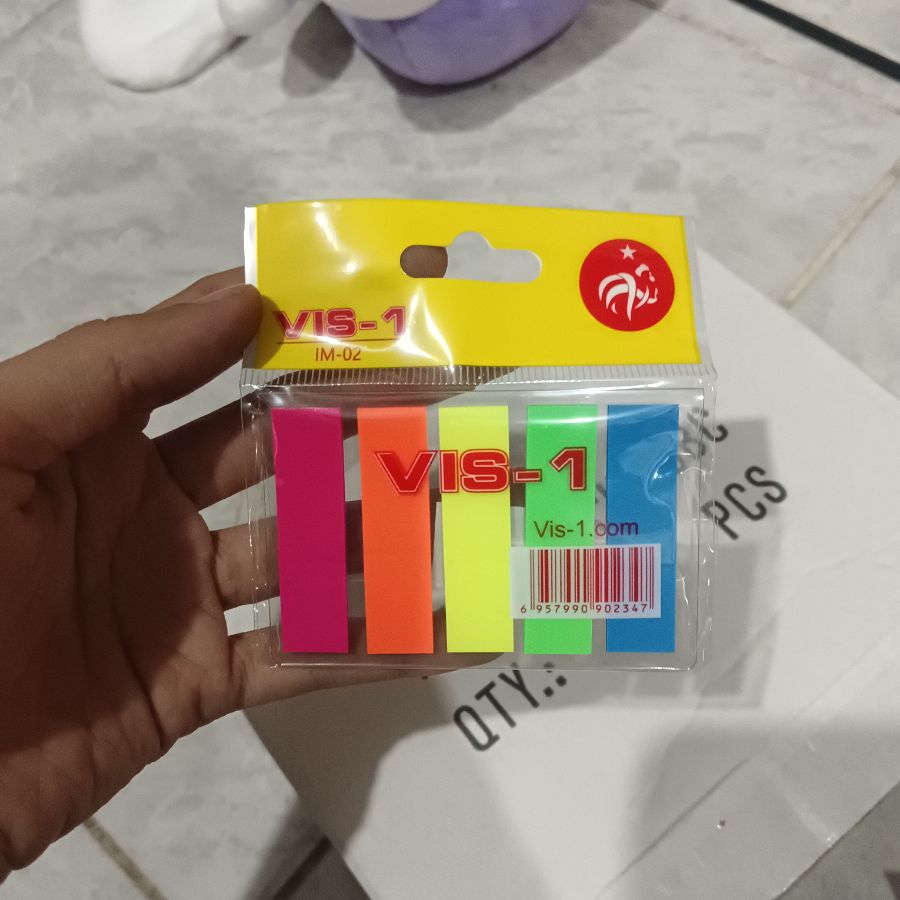 VIS-1
IM-02
VIS-1
Vis-1.com
6 957990 902347
PCS
QTY.: